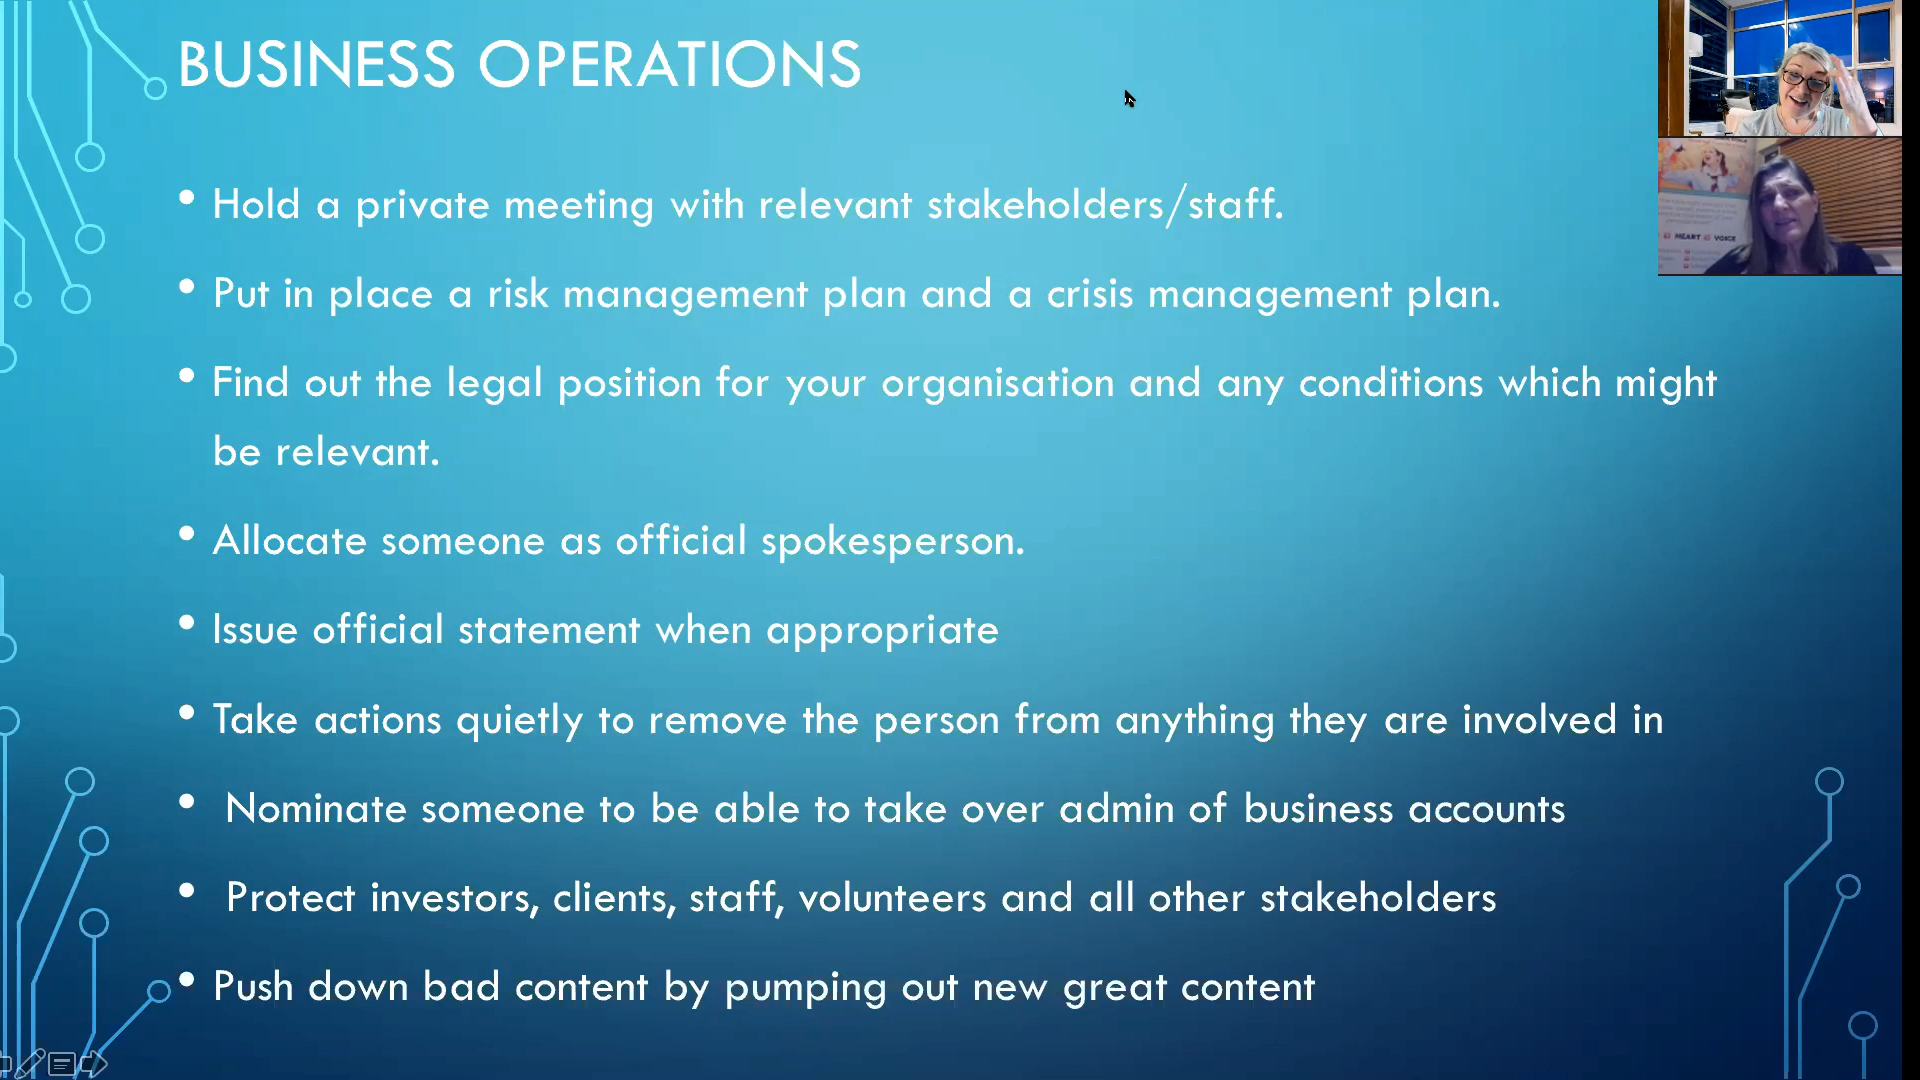 BUSINESS OPERATIONS
• Hold a private meeting with relevant stakeholders/staff.
• Put in place a risk management plan and a crisis management plan.
• Find out the legal position for your organisation and any conditions which might
be relevant.
• Allocate someone as official spokesperson.
• Issue official statement when appropriate
• Take actions quietly to remove the person from anything they are involved in
• Nominate someone to be able to take over admin of business accounts
• Protect investors, clients, staff, volunteers and all other stakeholders
• Push down bad content by pumping out new great content
HEART VOICE